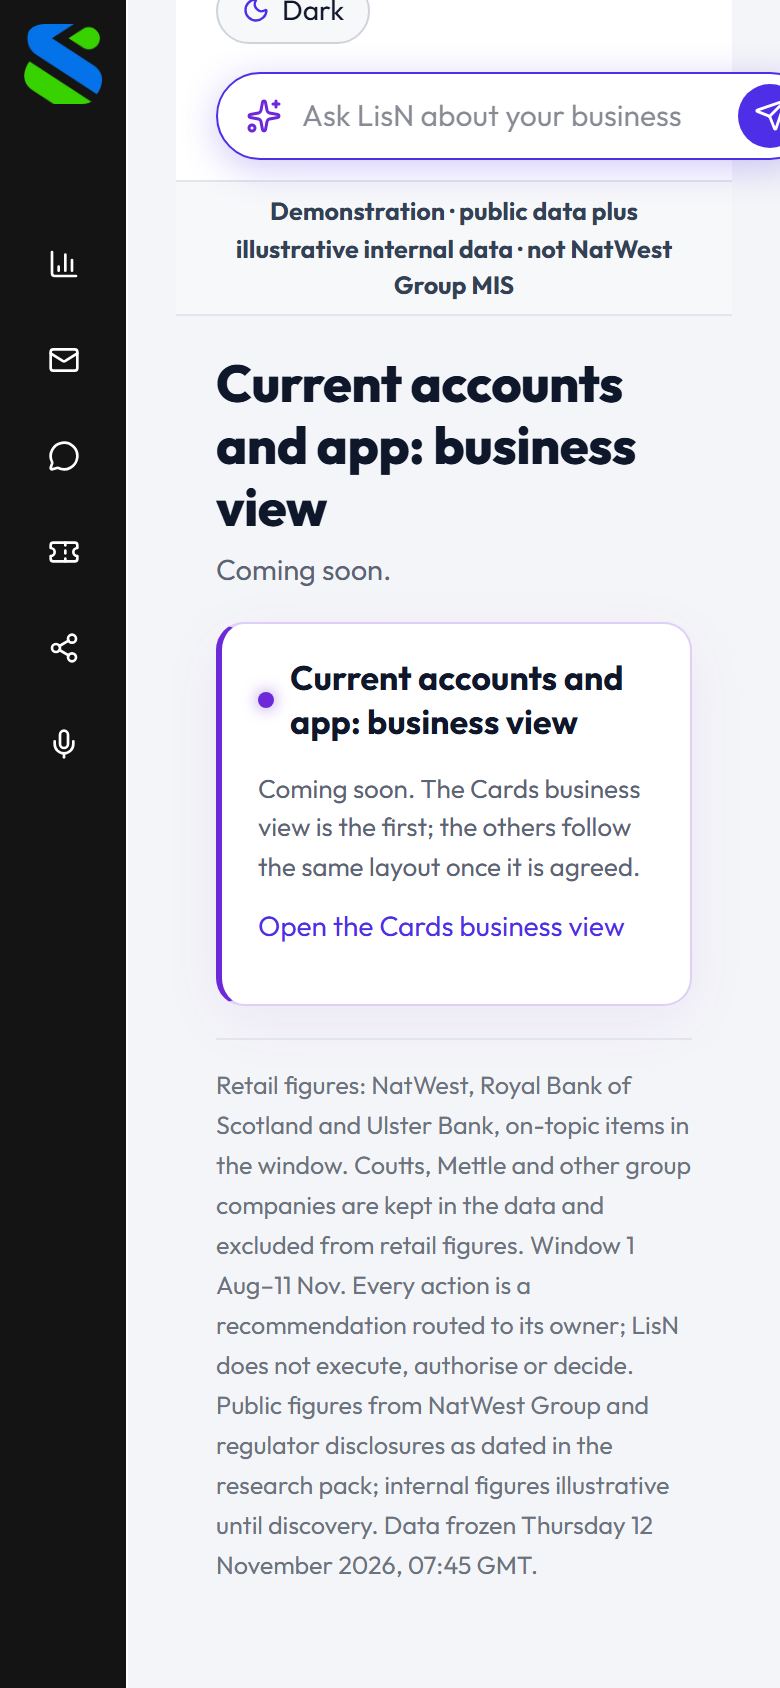 Dark
Ask LisN about your business
Demonstration · public data plus
illustrative internal data · not NatWest
Group MIS
Current accounts
and app: business
view
Coming soon.
Current accounts and
app: business view
Coming soon. The Cards business
view is the first; the others follow
the same layout once it is agreed.
Open the Cards business view
Retail figures: NatWest, Royal Bank of
Scotland and Ulster Bank, on-topic items in
the window. Coutts, Mettle and other group
companies are kept in the data and
excluded from retail figures. Window 1
Aug–11 Nov. Every action is a
recommendation routed to its owner; LisN
does not execute, authorise or decide.
Public figures from NatWest Group and
regulator disclosures as dated in the
research pack; internal figures illustrative
until discovery. Data frozen Thursday 12
November 2026, 07:45 GMT.